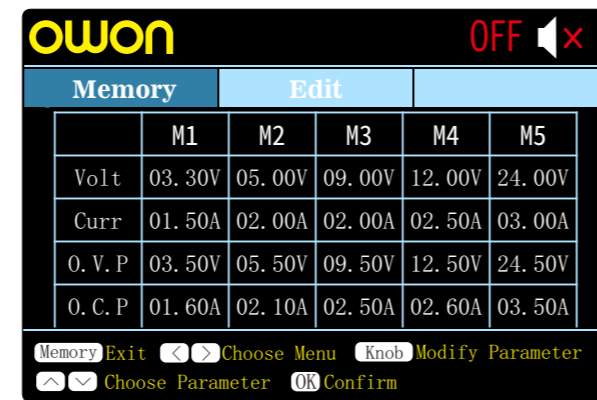 owon OFF
Memory Edit
M1 M2 M3 M4 M5
Volt 03.30V 05.00V 09.00V 12.00V 24.00V
Curr 01.50A 02.00A 02.00A 02.50A 03.00A
O.V.P 03.50V 05.50V 09.50V 12.50V 24.50V
O.C.P 01.60A 02.10A 02.50A 02.60A 03.50A
Memory Exit < > Choose Menu Knob Modify Parameter
Choose Parameter OK Confirm